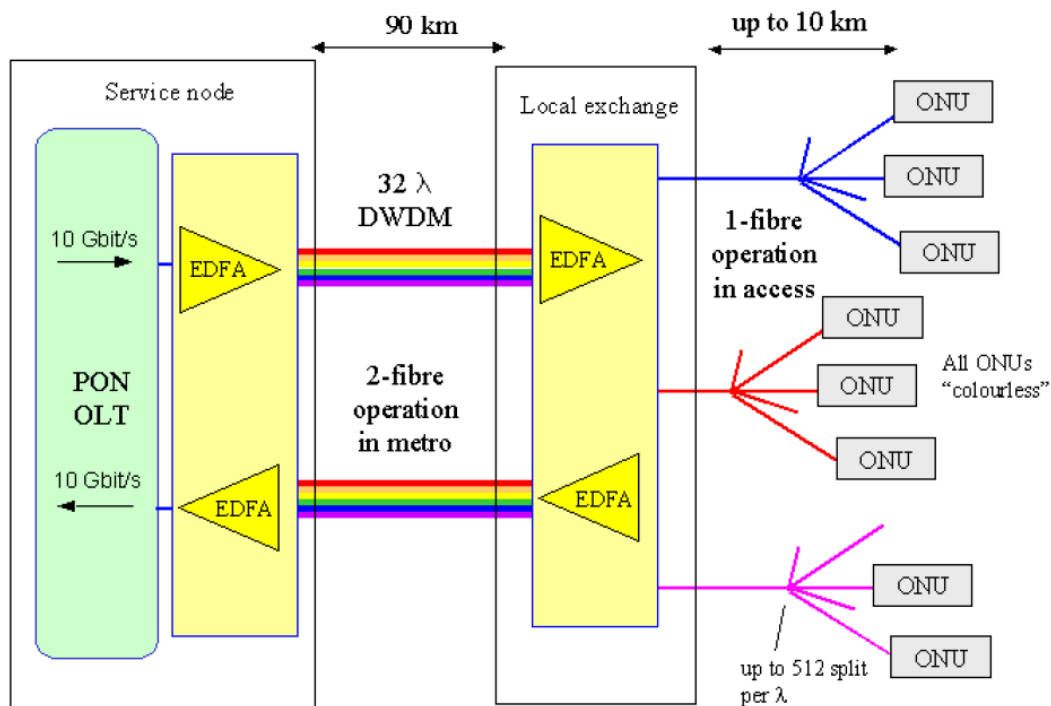 90 km
up to 10 km
Service node
Local exchange
ONU
ONU
ONU
32 λ
DWDM
10 Gbit/s
EDFA
EDFA
1-fibre
operation
in access
PON
OLT
2-fibre
operation
in metro
ONU
ONU
ONU
All ONUs
“colourless”
10 Gbit/s
EDFA
EDFA
ONU
ONU
up to 512 split
per λ